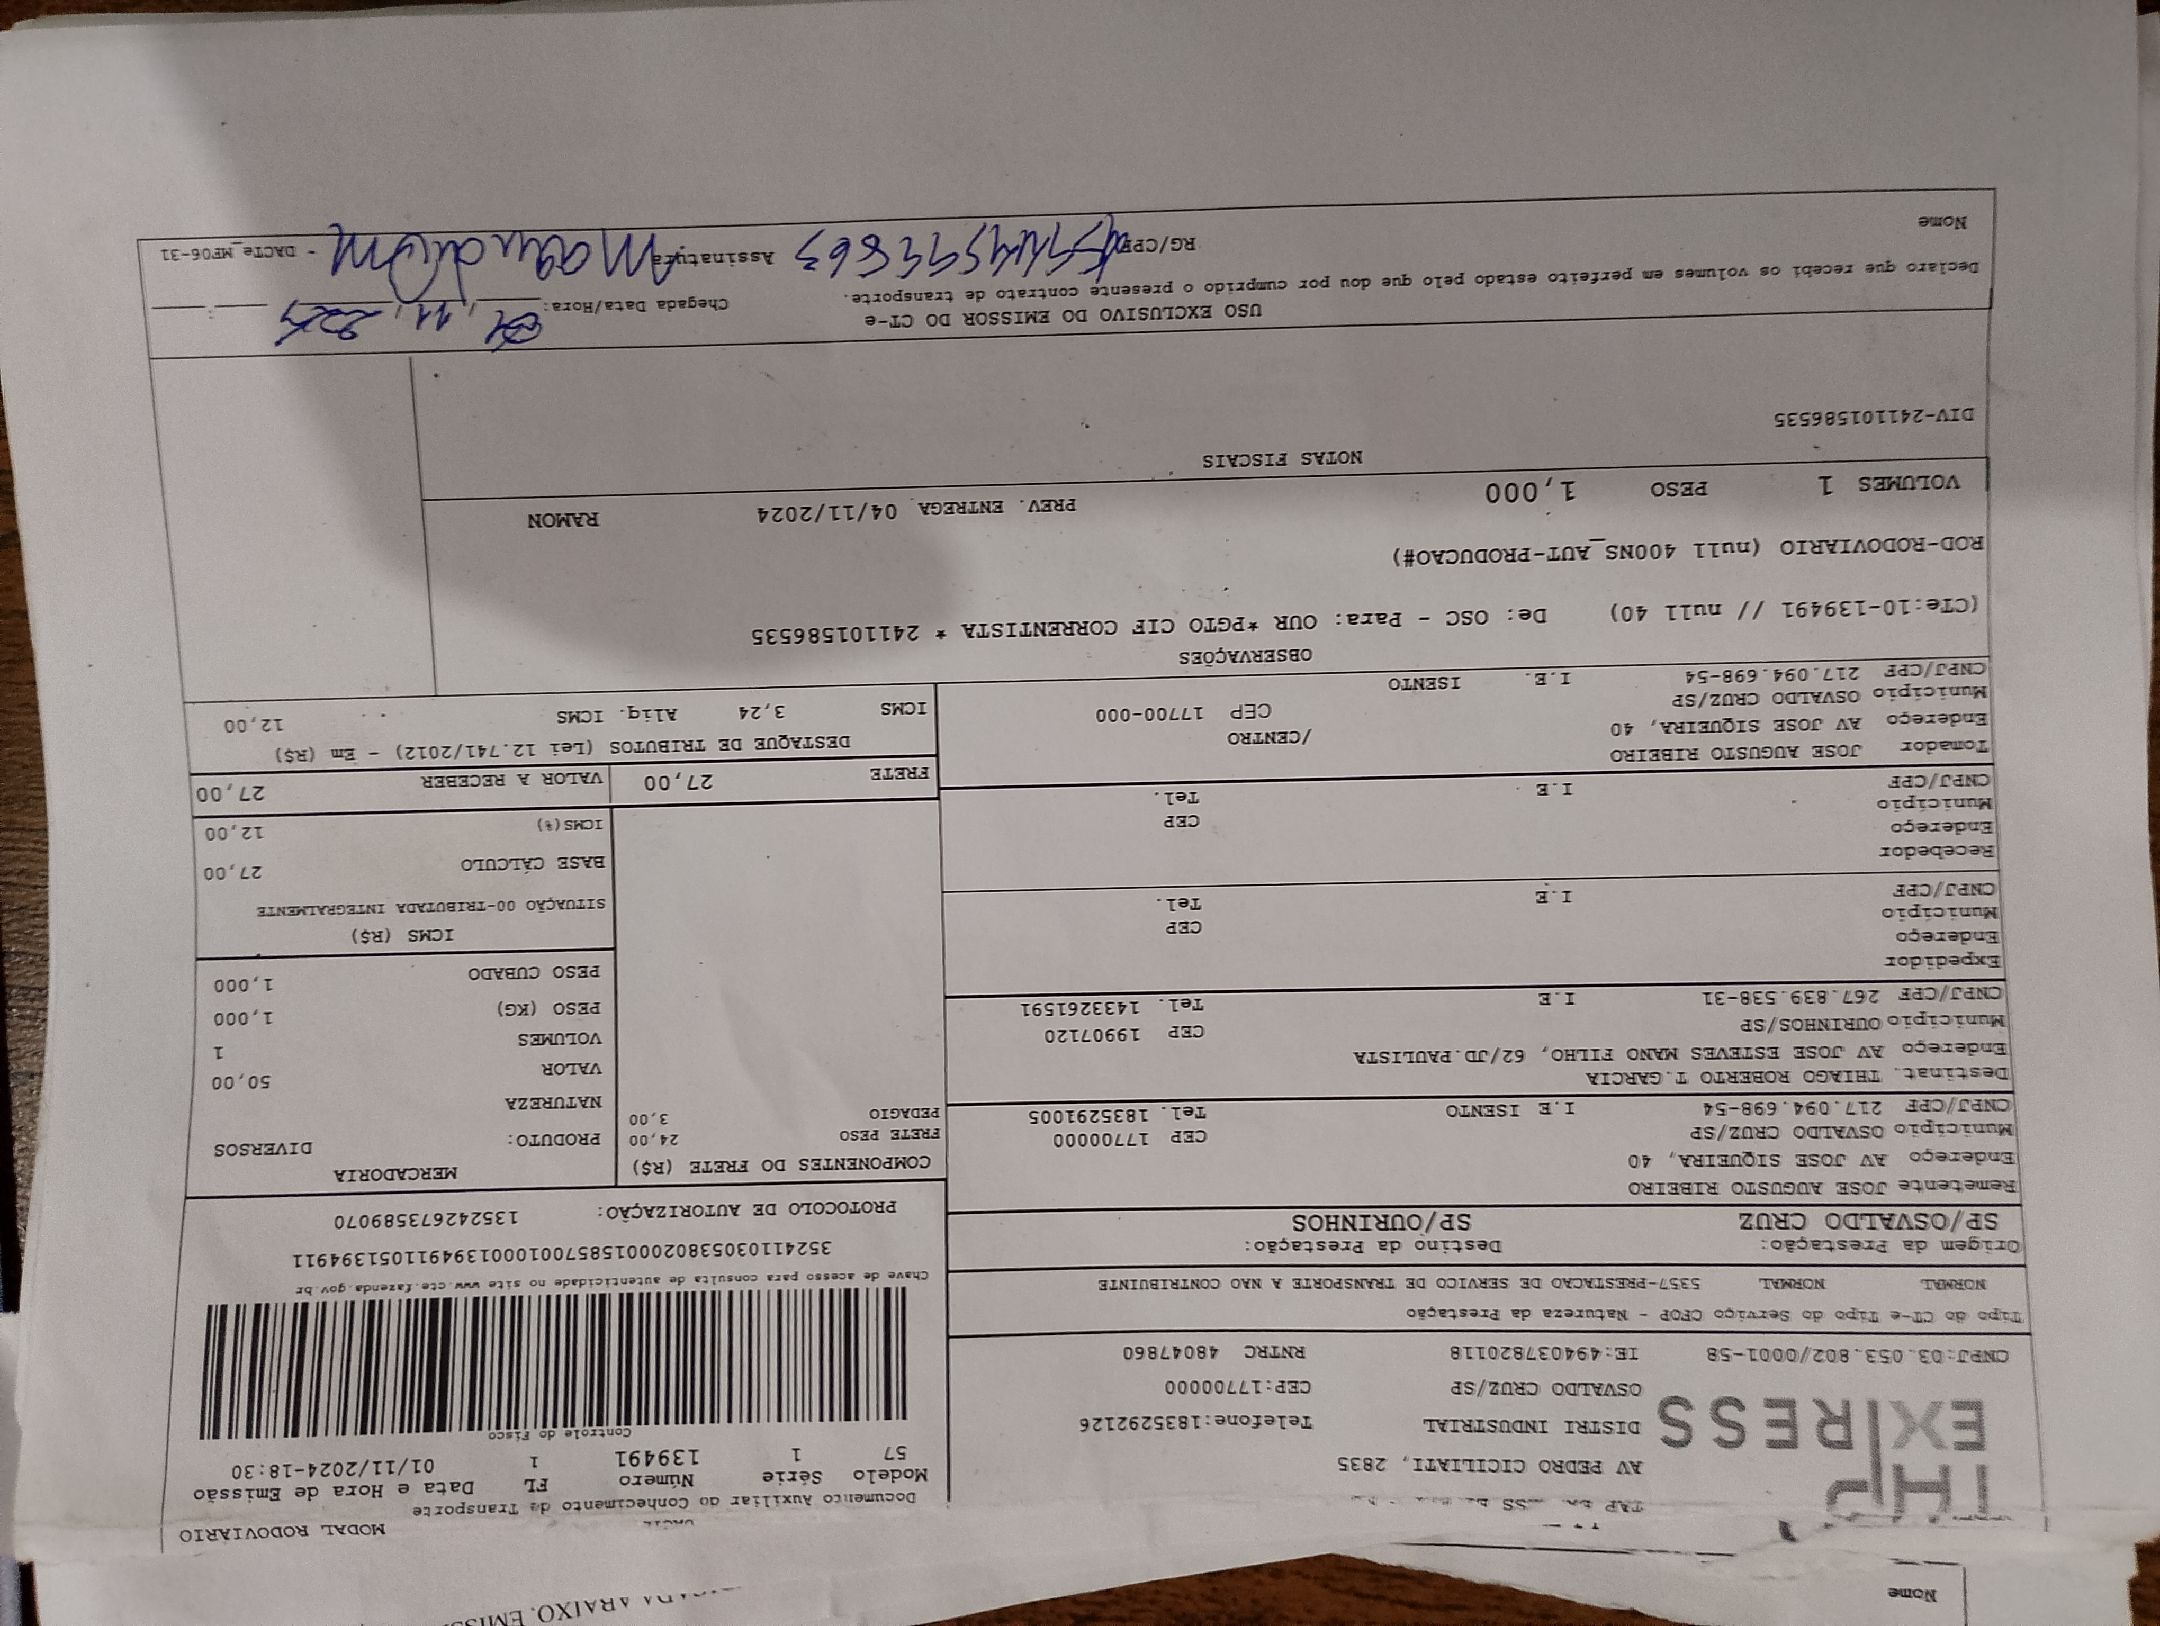 Nome
MODAL RODOVIÁRIO
THP
EXPRESS
AV PEDRO CICILIATI, 2835
DISTRI INDUSTRIAL Telefone:1835292126
OSVALDO CRUZ/SP CEP:17700000
CNPJ:03.053.802/0001-58 IE:494037820118 RNTRC 48047860
Documento Auxiliar do Conhecimento de Transporte
Modelo Série Número FL Data e Hora de Emissão
57 1 139491 1 01/11/2024-18:30
Controle do Fisco
Tipo do CT-e Tipo do Serviço CFOP - Natureza da Prestação
NORMAL NORMAL 5357-PRESTACAO DE SERVICO DE TRANSPORTE A NAO CONTRIBUINTE
Chave de acesso para consulta de autenticidade no site www.cte.fazenda.gov.br
35241103053802000158570010001394911051394911
Origem da Prestação: Destino da Prestação:
SP/OSVALDO CRUZ SP/OURINHOS
PROTOCOLO DE AUTORIZAÇÃO: 135242673589070
Remetente JOSE AUGUSTO RIBEIRO
Endereço AV JOSE SIQUEIRA, 40
Município OSVALDO CRUZ/SP CEP 17700000
CNPJ/CPF 217.094.698-54 I.E ISENTO Tel. 1835291005
Destinat. THIAGO ROBERTO T.GARCIA
Endereço AV JOSE ESTEVES MANO FILHO, 62/JD.PAULISTA
Município OURINHOS/SP CEP 19907120
CNPJ/CPF 267.839.538-31 I.E Tel. 1433261591
Expedidor
Endereço
Município CEP
CNPJ/CPF I.E Tel.
Recebedor
Endereço
Município CEP
CNPJ/CPF I.E Tel.
Tomador JOSE AUGUSTO RIBEIRO
Endereço AV JOSE SIQUEIRA, 40 /CENTRO
Município OSVALDO CRUZ/SP CEP 17700-000
CNPJ/CPF 217.094.698-54 I.E. ISENTO
COMPONENTES DO FRETE (R$)
FRETE PESO 24,00
PEDAGIO 3,00
MERCADORIA
PRODUTO: DIVERSOS
NATUREZA
VALOR 50,00
VOLUMES 1
PESO (KG) 1,000
PESO CUBADO 1,000
ICMS (R$)
SITUAÇÃO 00-TRIBUTADA INTEGRALMENTE
BASE CÁLCULO 27,00
ICMS(%) 12,00
FRETE 27,00 VALOR A RECEBER 27,00
DESTAQUE DE TRIBUTOS (Lei 12.741/2012) - Em (R$)
ICMS 3,24 Aliq. ICMS 12,00
OBSERVAÇÕES
(CTe:10-139491 // null 40) De: OSC - Para: OUR *PGTO CIF CORRENTISTA * 241101586535
ROD-RODOVIARIO (null 400NS_AUT-PRODUCAO#)
VOLUMES 1 PESO 1,000 PREV. ENTREGA 04/11/2024 RAMON
NOTAS FISCAIS
DIV-241101586535
USO EXCLUSIVO DO EMISSOR DO CT-e
Declaro que recebi os volumes em perfeito estado pelo que dou por cumprido o presente contrato de transporte.
Chegada Data/Hora:
Nome RG/CPF Assinatura - DACTe_MF06-31